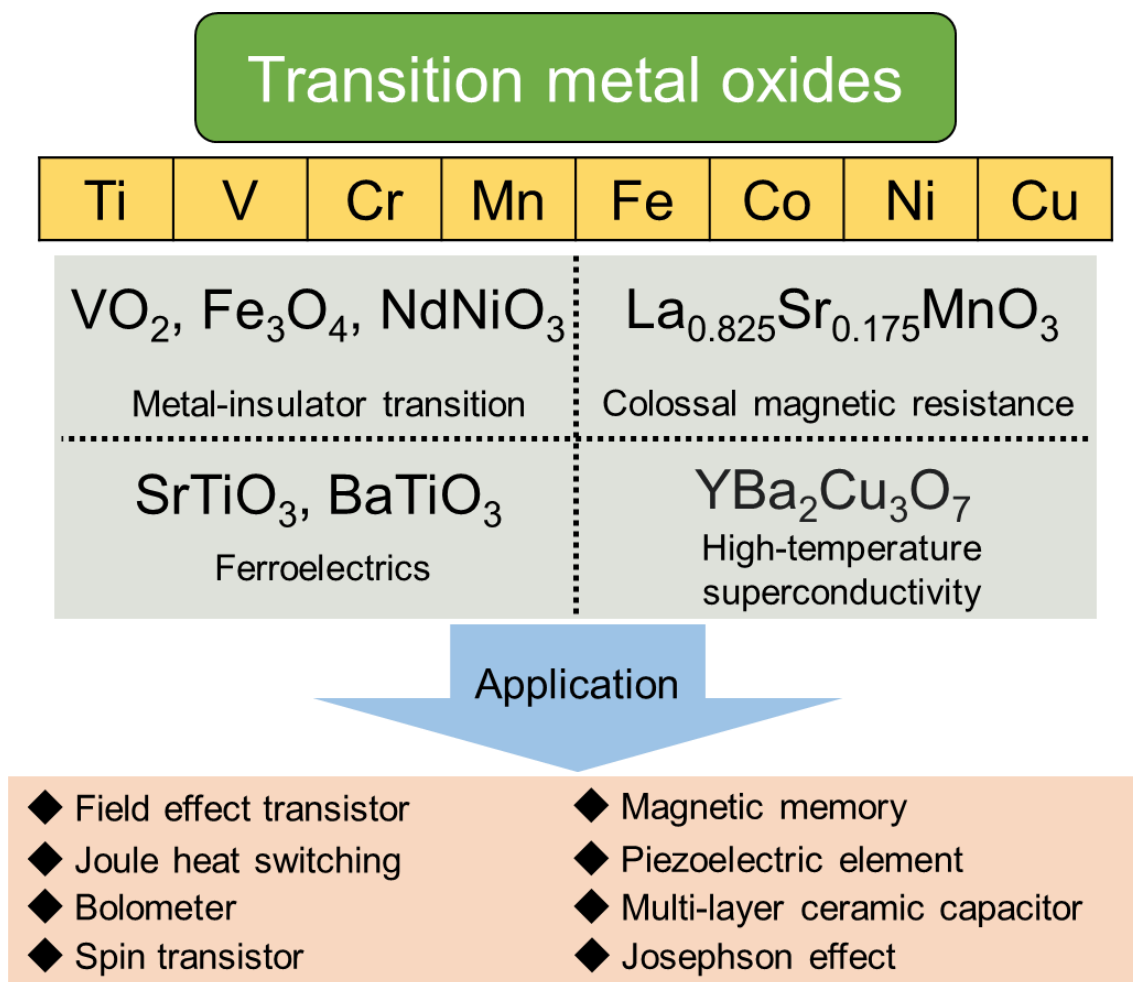 Transition metal oxides
Ti V Cr Mn Fe Co Ni Cu
VO₂, Fe₃O₄, NdNiO₃
Metal-insulator transition
La₀.₈₂₅Sr₀.₁₇₅MnO₃
Colossal magnetic resistance
SrTiO₃, BaTiO₃
Ferroelectrics
YBa₂Cu₃O₇
High-temperature
superconductivity
Application
◆ Field effect transistor
◆ Joule heat switching
◆ Bolometer
◆ Spin transistor
◆ Magnetic memory
◆ Piezoelectric element
◆ Multi-layer ceramic capacitor
◆ Josephson effect